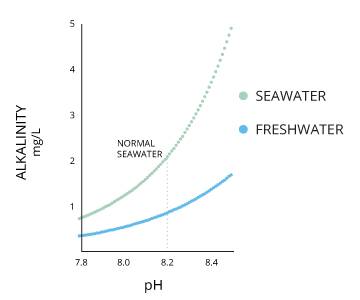 5
4
3
2
1
ALKALINITY
mg/L
NORMAL
SEAWATER
SEAWATER
FRESHWATER
7.8 8.0 8.2 8.4
pH